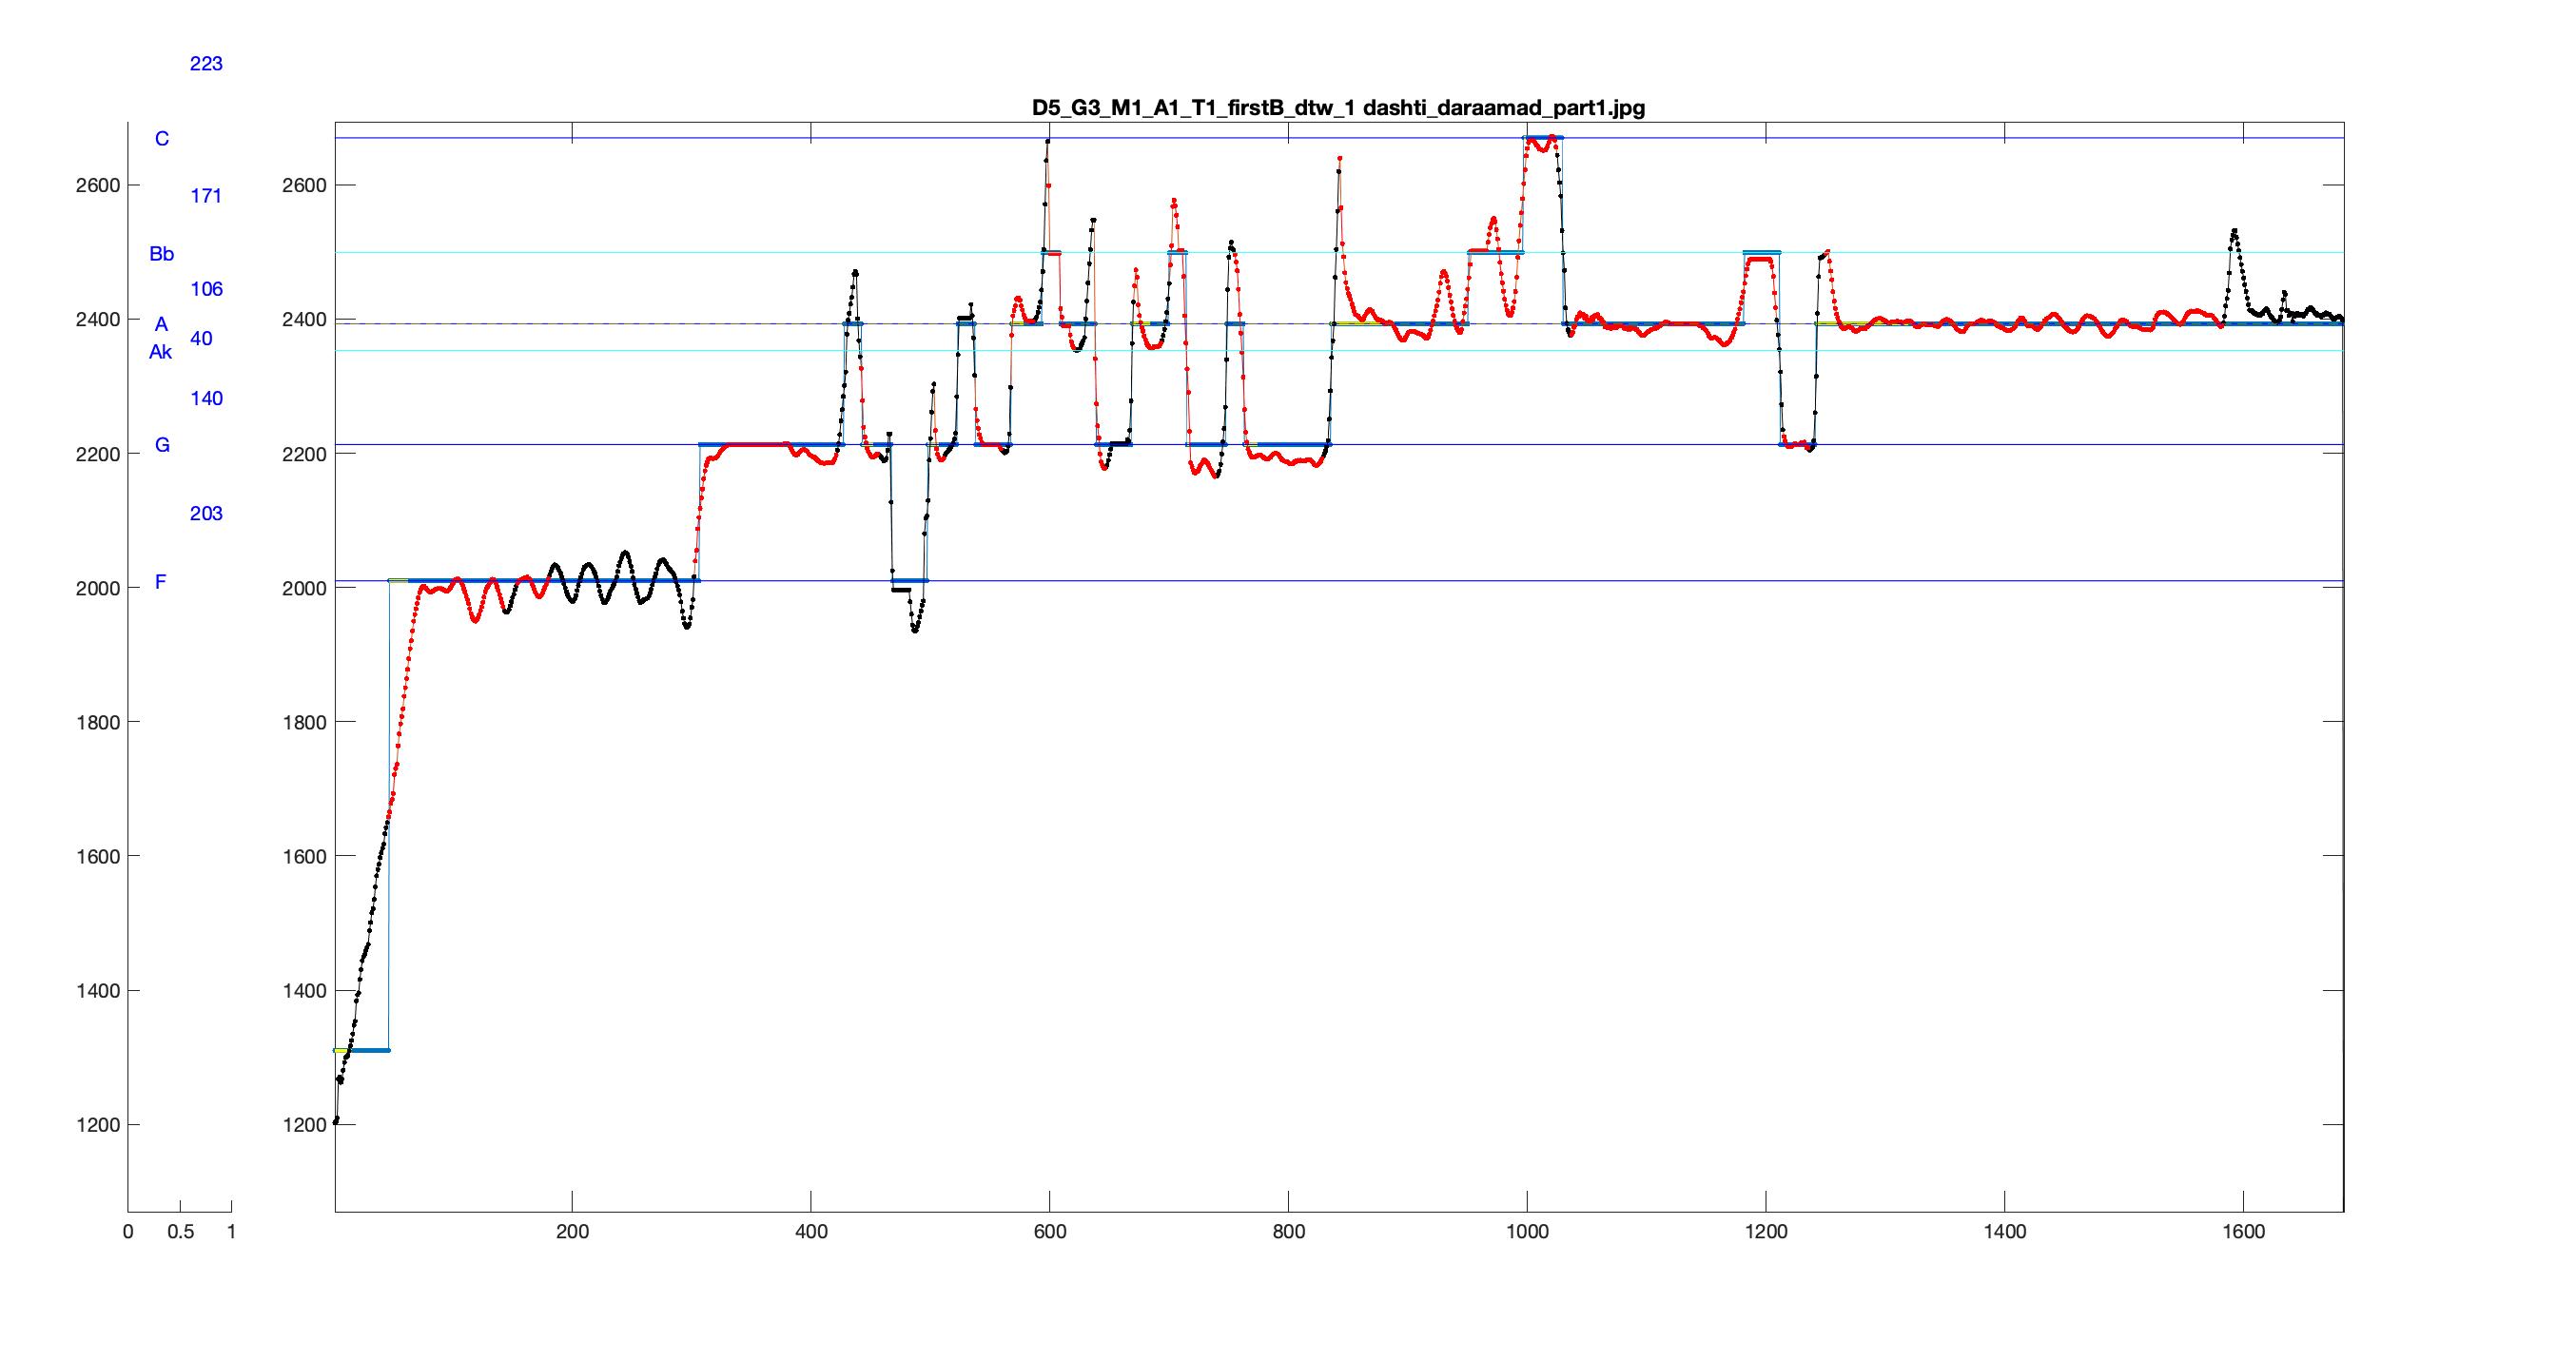 223
D5_G3_M1_A1_T1_firstB_dtw_1 dashti_daraamad_part1.jpg
C
2600 171 2600
Bb
106
2400 A 2400
40
Ak
140
G
2200 2200
203
2000 F 2000
1800 1800
1600 1600
1400 1400
1200 1200
0 0.5 1 200 400 600 800 1000 1200 1400 1600